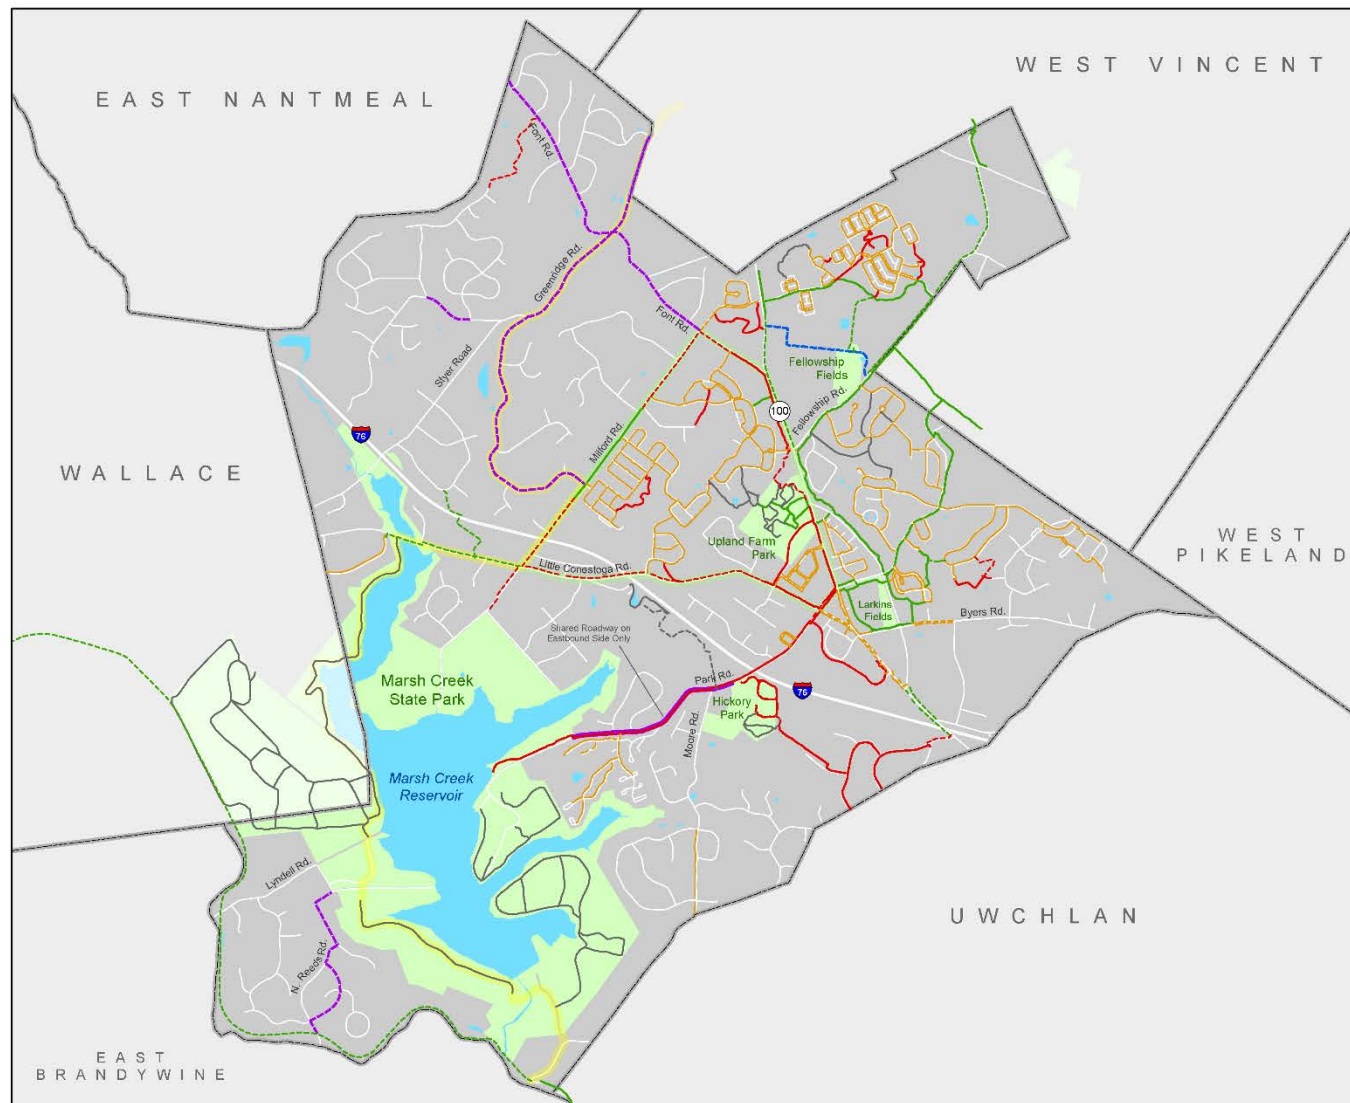 EAST NANTMEAL
WEST VINCENT
Font Rd.
Greenridge Rd.
Font Rd.
Styer Road
Fellowship
Fields
100
Fellowship Rd.
Milford Rd.
76
WALLACE
WEST
PIKELAND
Upland Farm
Park
Little Conestoga Rd.
Larkins
Fields
Byers Rd.
Shared Roadway on
Eastbound Side Only
Marsh Creek
State Park
Park Rd.
76
Hickory
Park
Moore Rd.
Marsh Creek
Reservoir
Lyndell Rd.
UWCHLAN
N. Reeds Rd.
EAST
BRANDYWINE